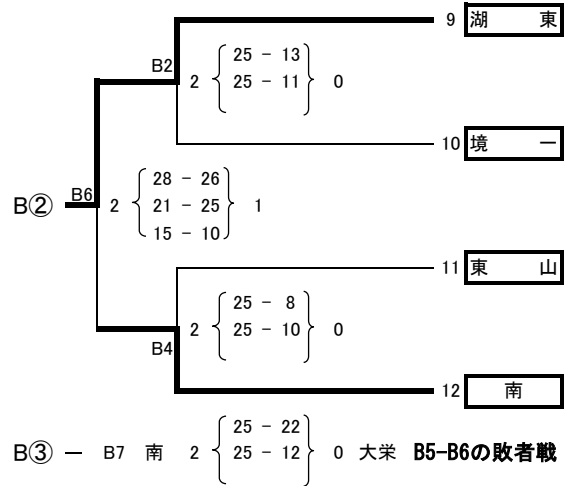 9 湖 東
B2
2 25 - 13 0
25 - 11
10 境 一
B② B6 2 28 - 26 1
21 - 25
15 - 10
11 東 山
2 25 - 8 0
25 - 10
B4
12 南
B③ ー B7 南 2 25 - 22 0 大栄 B5-B6の敗者戦
25 - 12